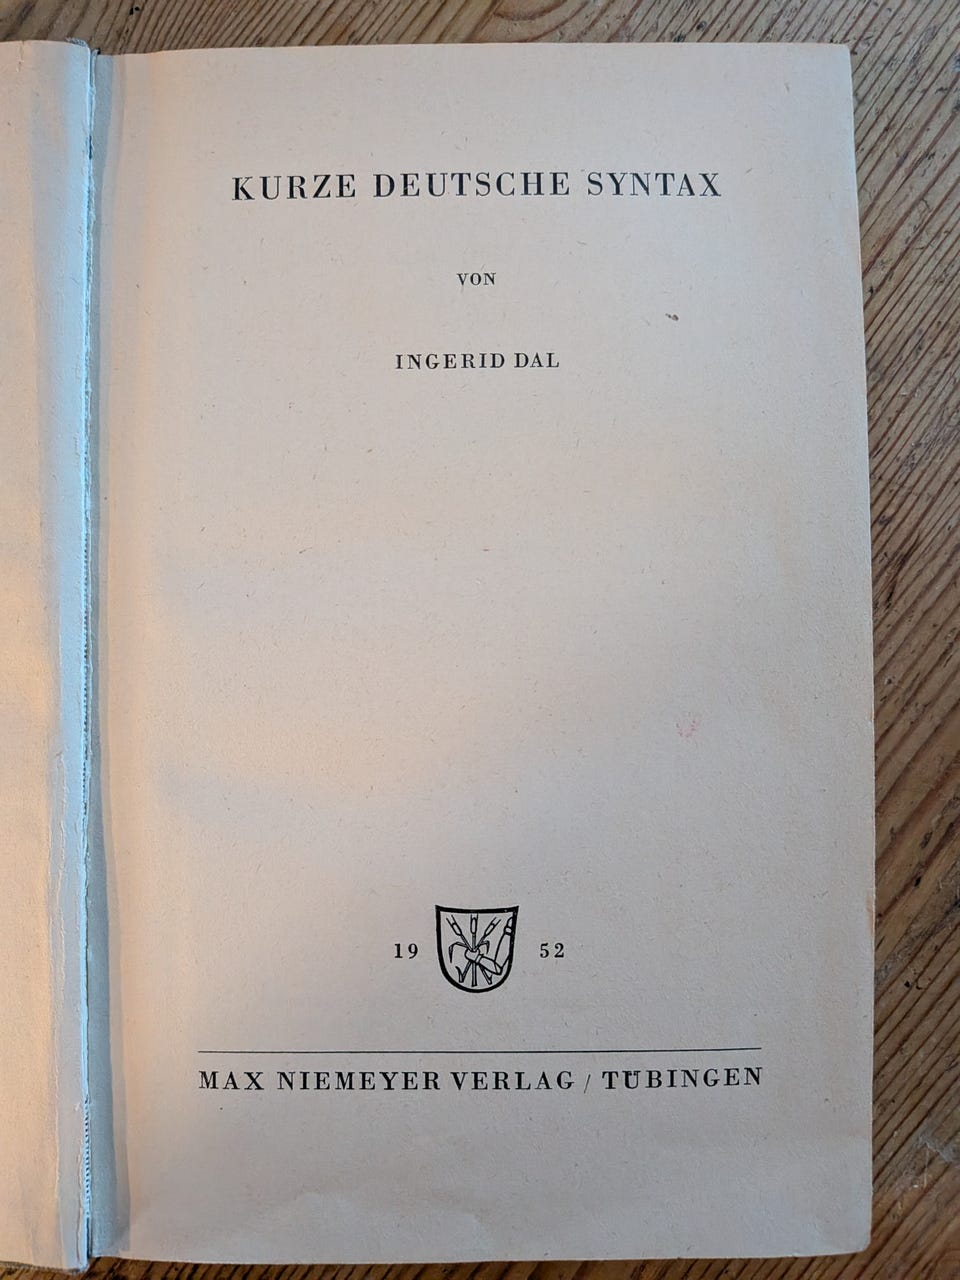 KURZE DEUTSCHE SYNTAX
VON
INGERID DAL
19 52
MAX NIEMEYER VERLAG / TÜBINGEN